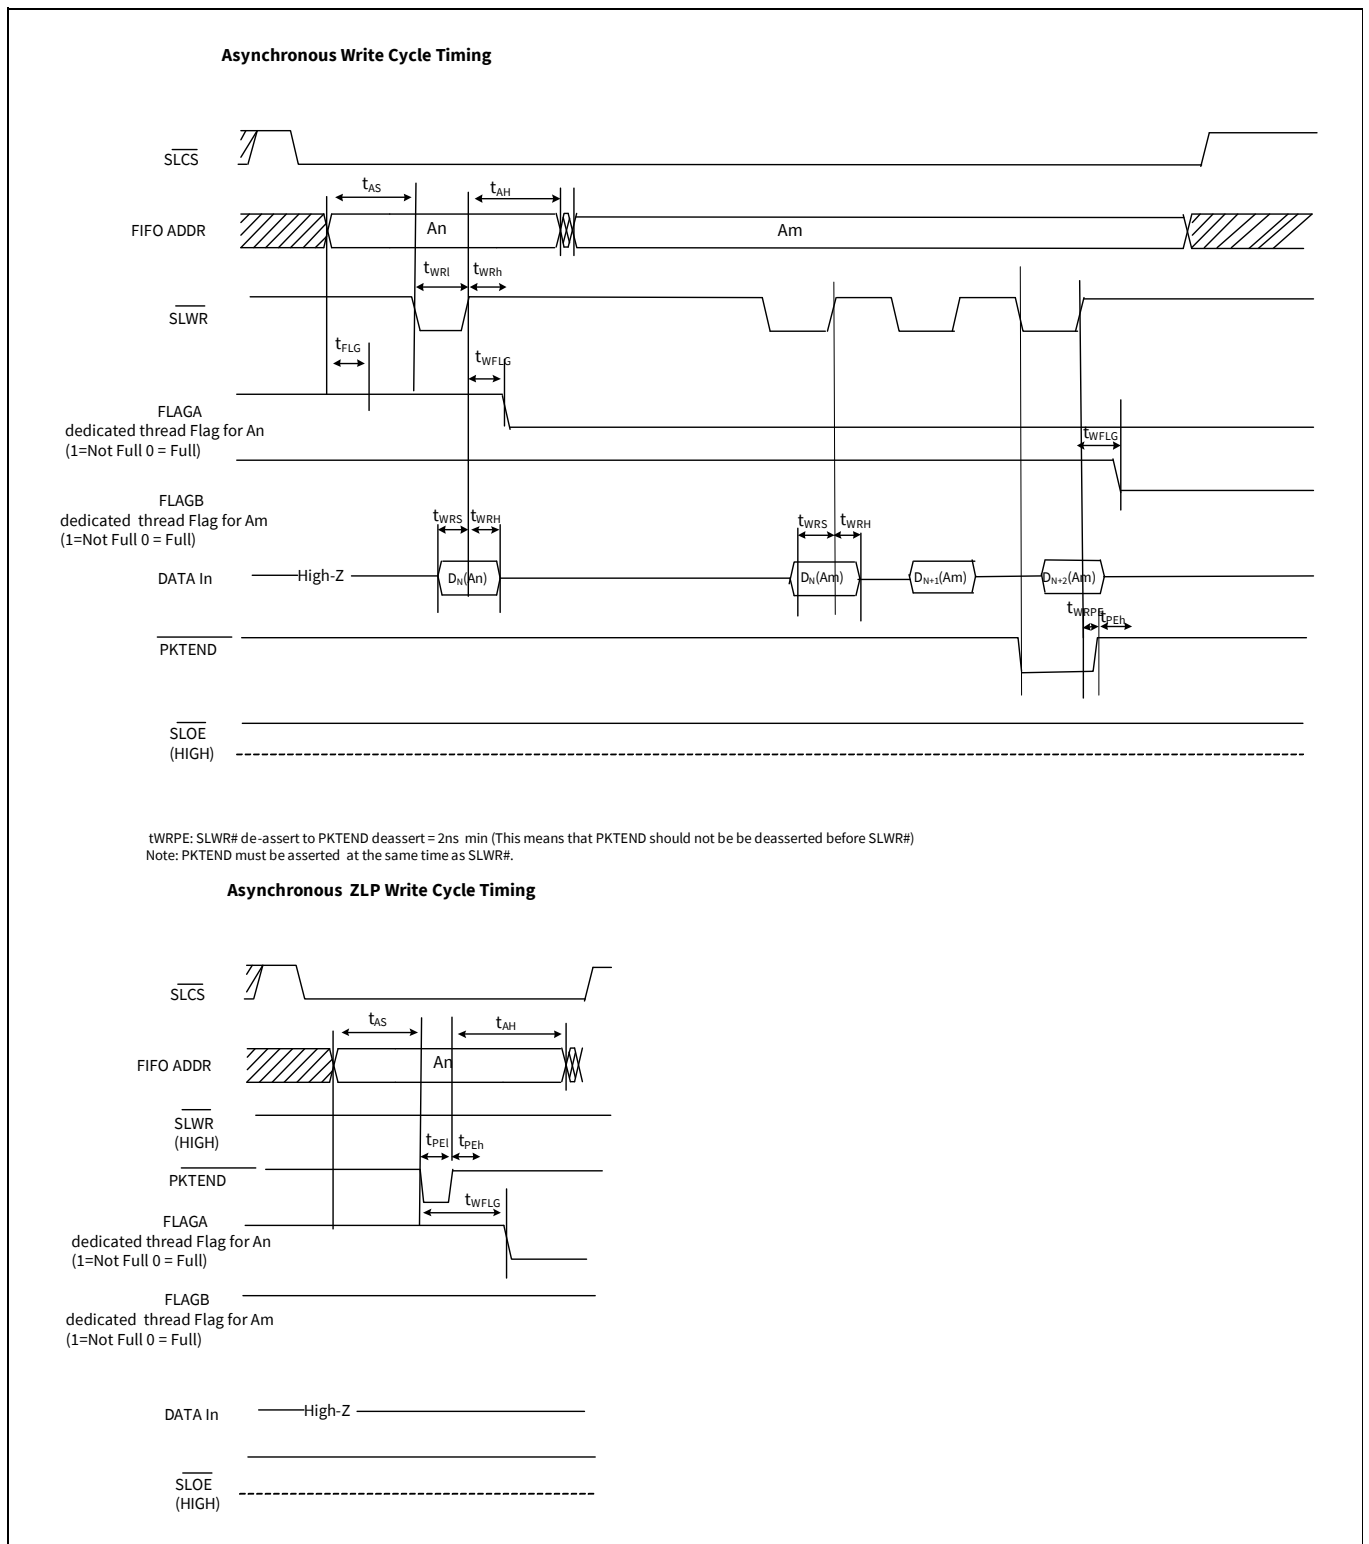 Asynchronous Write Cycle Timing
SLCS
tAS
tAH
FIFO ADDR
An
Am
tWRl
tWRh
SLWR
tFLG
tWFLG
FLAGA
dedicated thread Flag for An
(1=Not Full 0 = Full)
tWFLG
FLAGB
dedicated thread Flag for Am
(1=Not Full 0 = Full)
tWRS
tWRH
tWRS
tWRH
DATA In
High-Z
DN(An)
DN(Am)
DN+1(Am)
DN+2(Am)
tWRPE
tPEh
PKTEND
SLOE
(HIGH)
tWRPE: SLWR# de-assert to PKTEND deassert = 2ns min (This means that PKTEND should not be be deasserted before SLWR#)
Note: PKTEND must be asserted at the same time as SLWR#.
Asynchronous ZLP Write Cycle Timing
SLCS
tAS
tAH
FIFO ADDR
An
SLWR
(HIGH)
tPEl
tPEh
PKTEND
tWFLG
FLAGA
dedicated thread Flag for An
(1=Not Full 0 = Full)
FLAGB
dedicated thread Flag for Am
(1=Not Full 0 = Full)
DATA In
High-Z
SLOE
(HIGH)